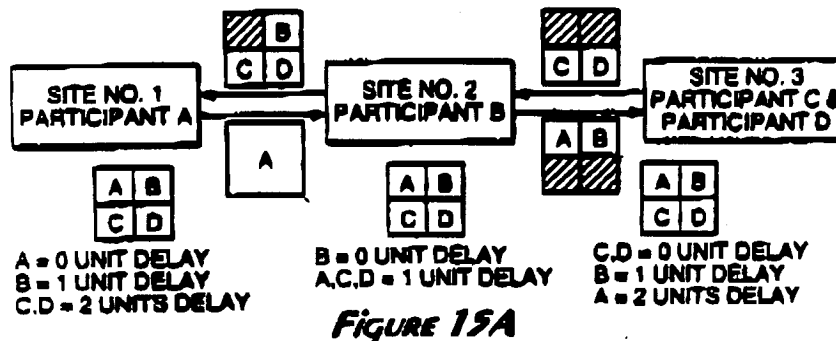 B
C D
SITE NO. 1
PARTICIPANT A
A
SITE NO. 2
PARTICIPANT B
C D
A B
SITE NO. 3
PARTICIPANT C &
PARTICIPANT D
A B
C D
A = 0 UNIT DELAY
B = 1 UNIT DELAY
C,D = 2 UNITS DELAY
A B
C D
B = 0 UNIT DELAY
A,C,D = 1 UNIT DELAY
A B
C D
C,D = 0 UNIT DELAY
B = 1 UNIT DELAY
A = 2 UNITS DELAY
FIGURE 15A